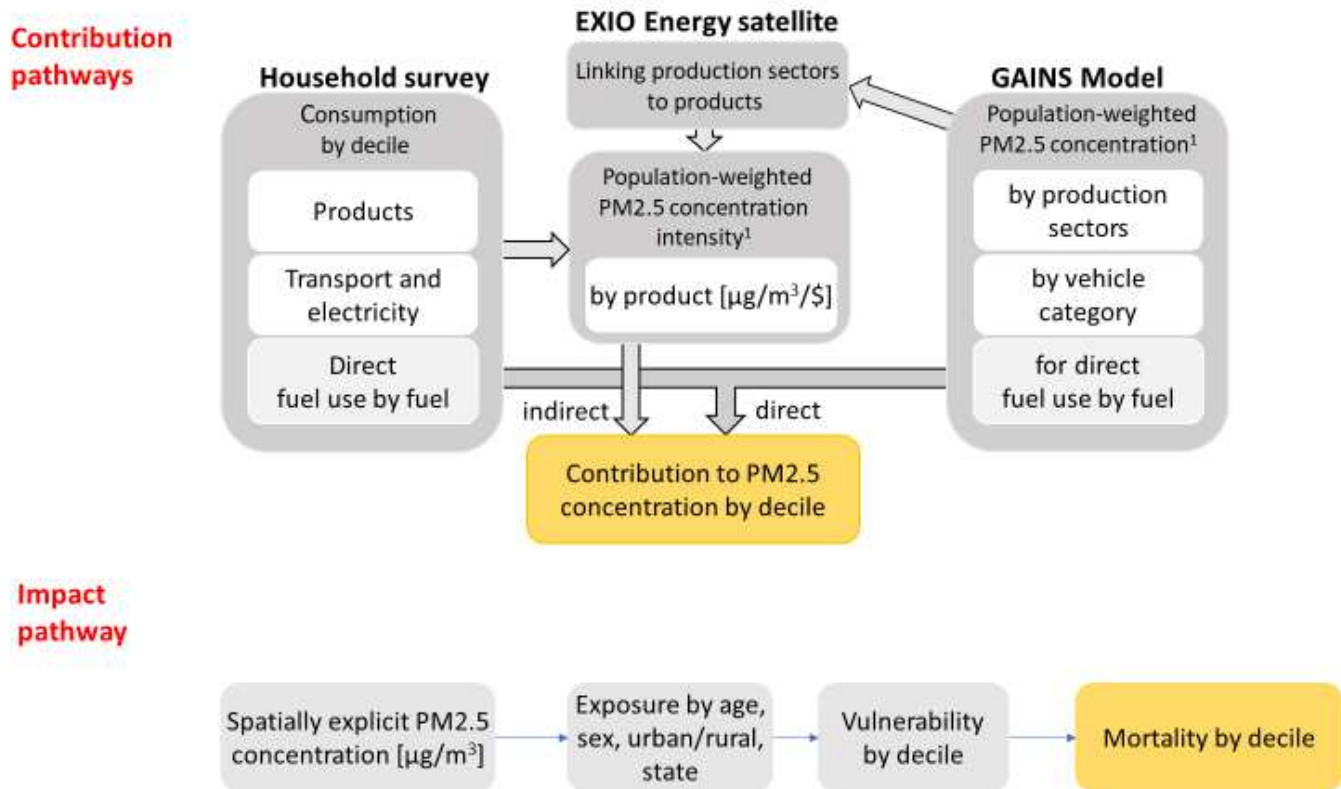 Contribution
pathways
Household survey
Consumption
by decile
Products
Transport and
electricity
Direct
fuel use by fuel
EXIO Energy satellite
Linking production sectors
to products
Population-weighted
PM2.5 concentration
intensity¹
by product [µg/m³/$]
GAINS Model
Population-weighted
PM2.5 concentration¹
by production
sectors
by vehicle
category
for direct
fuel use by fuel
indirect
direct
Contribution to PM2.5
concentration by decile
Impact
pathway
Spatially explicit PM2.5
concentration [µg/m³]
Exposure by age,
sex, urban/rural,
state
Vulnerability
by decile
Mortality by decile